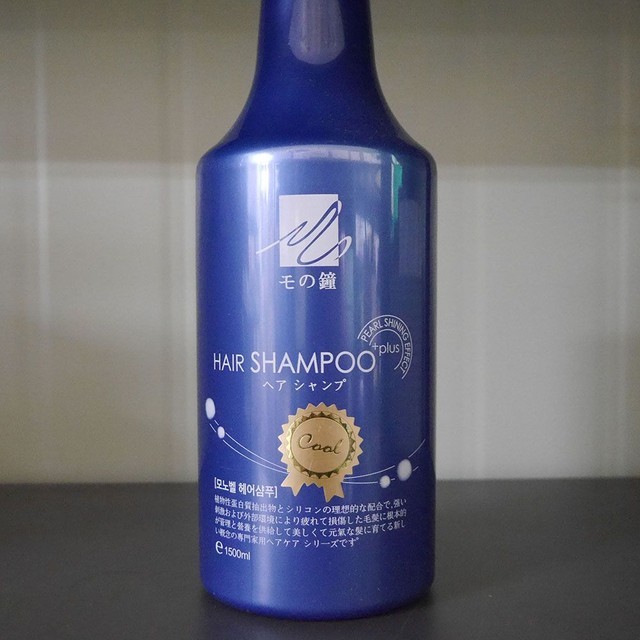 モの鐘
PEARL SHINING EFFECT
+plus
HAIR SHAMPOO
ヘア シャンプ
Cool
[모노벨 헤어샴푸]
植物性蛋白質抽出物とシリコンの理想的な配合で､強い
刺激および外部環境により疲れて損傷した毛髪に根本的
が管理と營養を供給して美しくて元氣な髮に育てる新し
い概念の專門家用ヘアケア シリーズです
e 1500ml